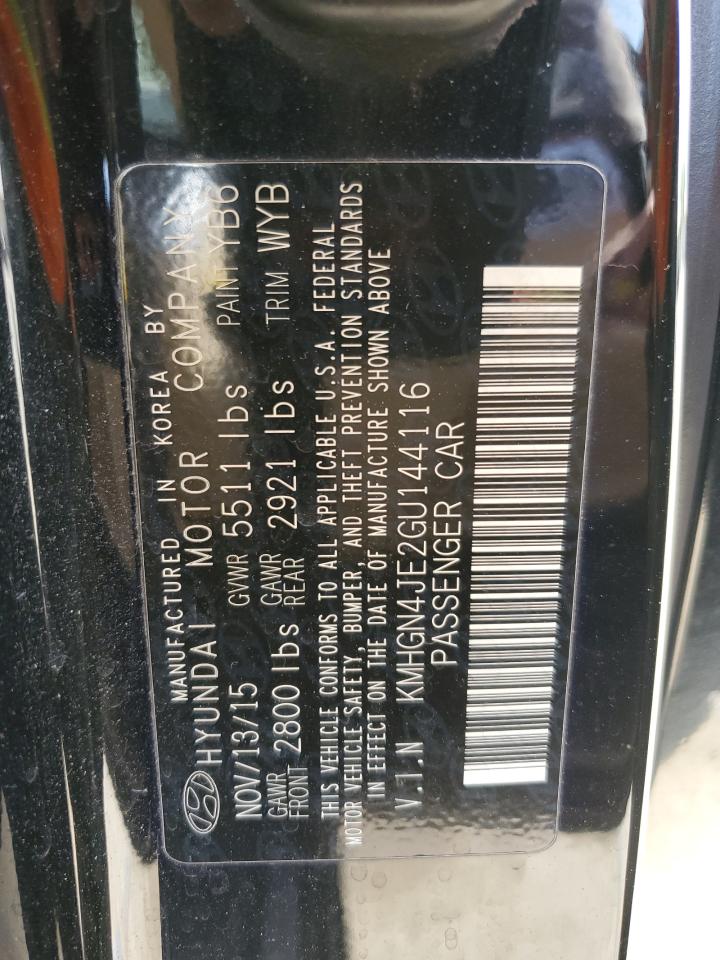 MANUFACTURED IN KOREA BY
HYUNDAI MOTOR COMPANY
NOV/13/15 GVWR 5511 lbs PAINT YB6
GAWR FRONT 2800 lbs GAWR REAR 2921 lbs TRIM WYB
THIS VEHICLE CONFORMS TO ALL APPLICABLE U.S.A. FEDERAL
MOTOR VEHICLE SAFETY, BUMPER, AND THEFT PREVENTION STANDARDS
IN EFFECT ON THE DATE OF MANUFACTURE SHOWN ABOVE
V.I.N KMHGN4JE2GU144116
PASSENGER CAR